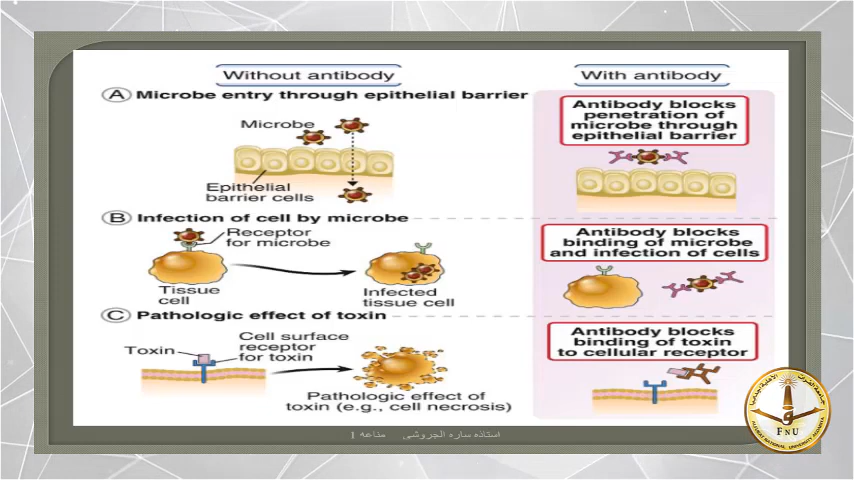 Without antibody
With antibody
A Microbe entry through epithelial barrier
Microbe
Epithelial
barrier cells
Antibody blocks
penetration of
microbe through
epithelial barrier
B Infection of cell by microbe
Receptor
for microbe
Tissue
cell
Infected
tissue cell
Antibody blocks
binding of microbe
and infection of cells
C Pathologic effect of toxin
Toxin
Cell surface
receptor
for toxin
Pathologic effect of
toxin (e.g., cell necrosis)
Antibody blocks
binding of toxin
to cellular receptor
استاذه ساره الجروشي مناعه 1
FNU